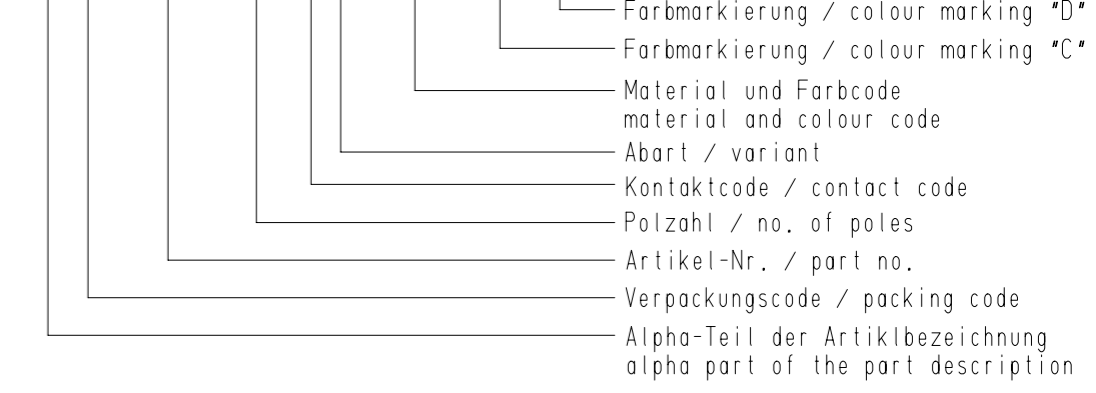 Farbmarkierung / colour marking "D"
Farbmarkierung / colour marking "C"
Material und Farbcode
material and colour code
Abart / variant
Kontaktcode / contact code
Polzahl / no. of poles
Artikel-Nr. / part no.
Verpackungscode / packing code
Alpha-Teil der Artiklbezeichnung
alpha part of the part description